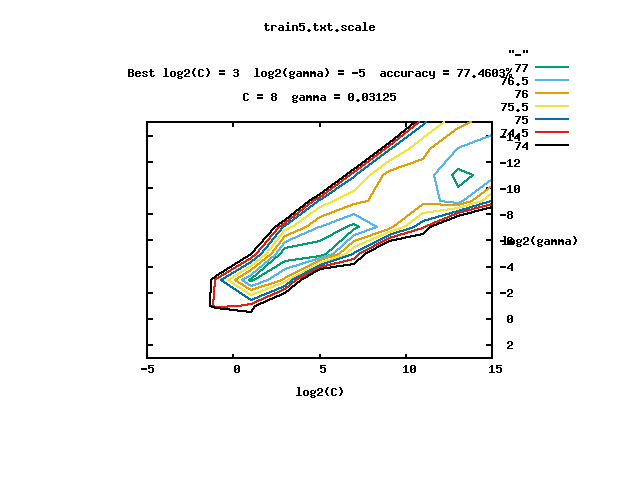 train5.txt.scale
"-"
Best log2(C) = 3  log2(gamma) = -5  accuracy = 77.4603%
C = 8  gamma = 0.03125
77
76.5
76
75.5
75
74.5
74
-14
-12
-10
-8
-6
log2(gamma)
-4
-2
0
2
-5 0 5 10 15
log2(C)